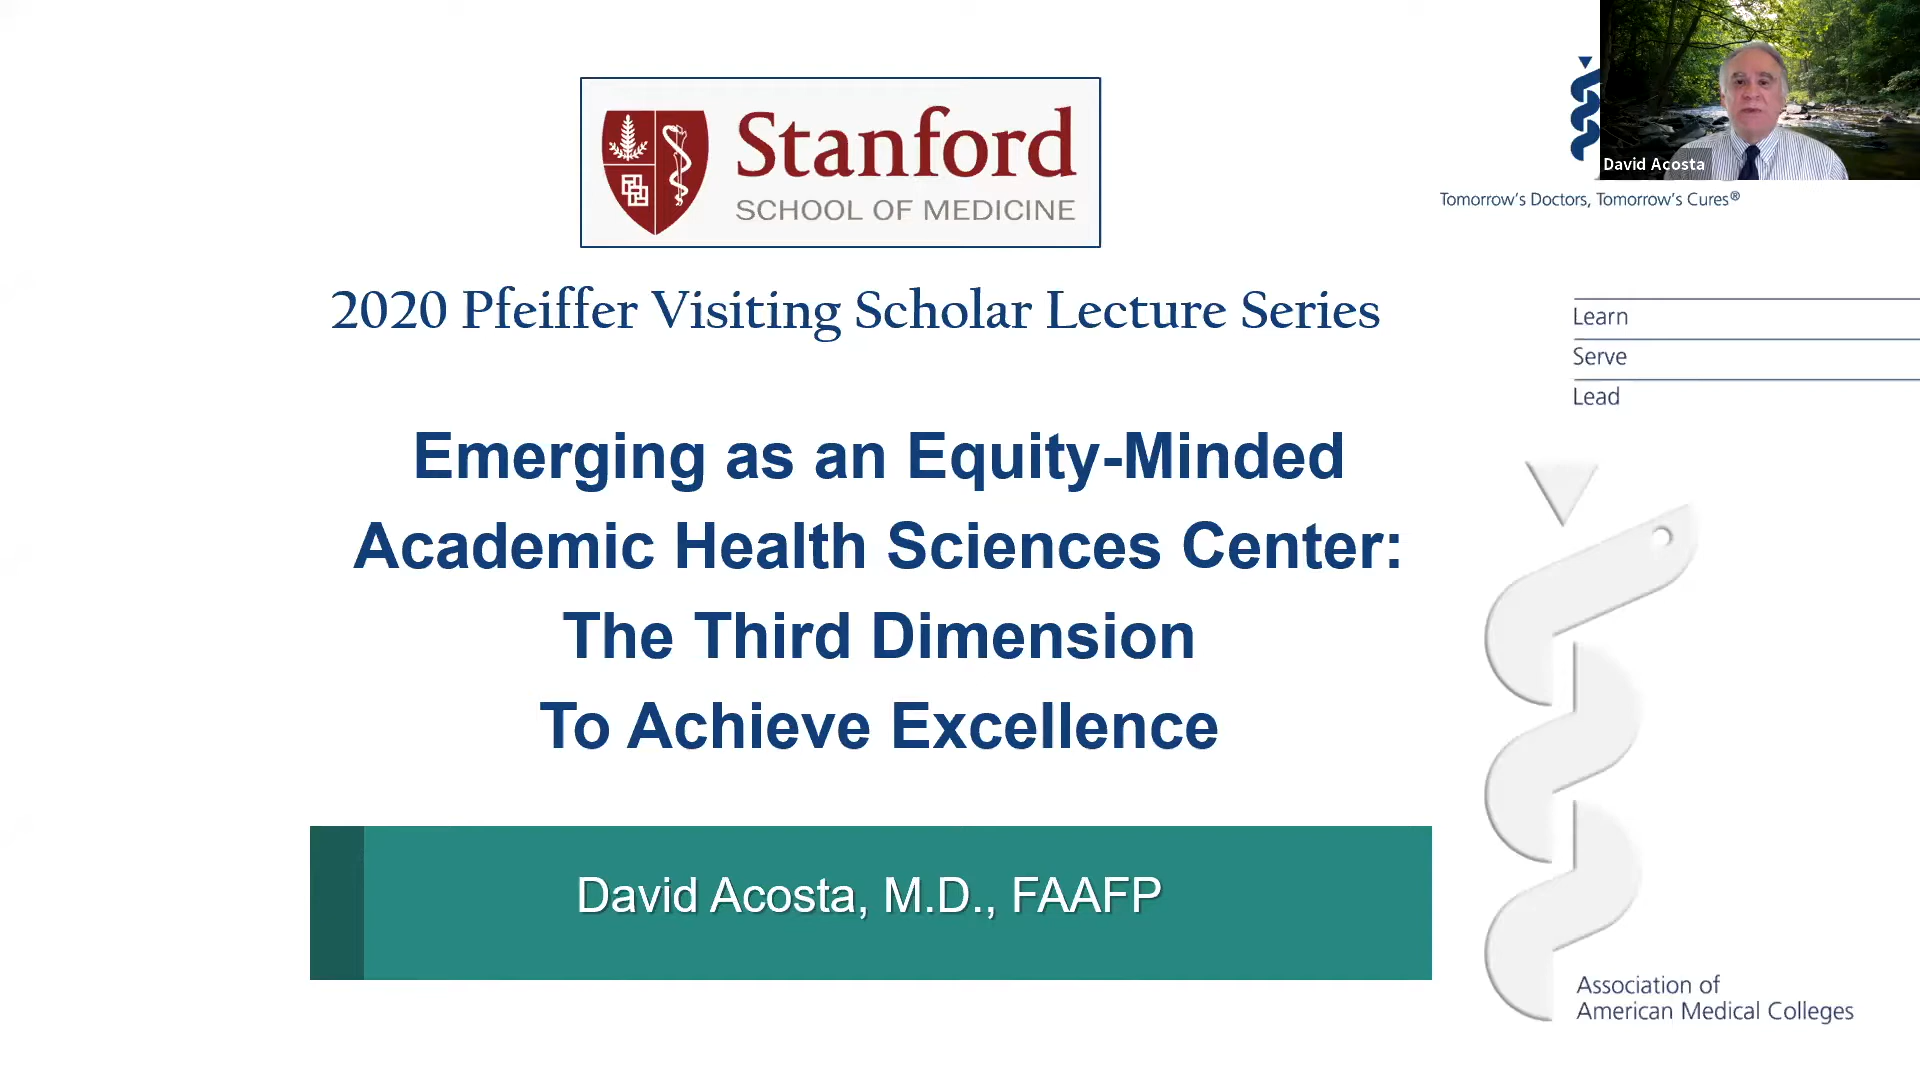 Stanford
SCHOOL OF MEDICINE
David Acosta
Tomorrow's Doctors, Tomorrow's Cures®
2020 Pfeiffer Visiting Scholar Lecture Series
Learn
Serve
Lead
Emerging as an Equity-Minded
Academic Health Sciences Center:
The Third Dimension
To Achieve Excellence
David Acosta, M.D., FAAFP
Association of
American Medical Colleges